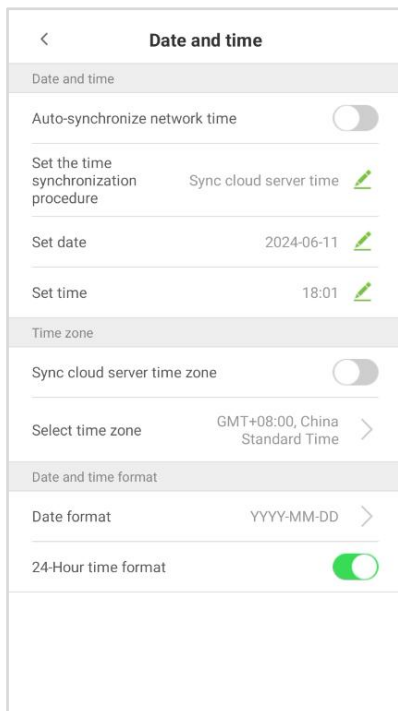 Date and time
Date and time
Auto-synchronize network time
Set the time
synchronization
procedure
Sync cloud server time
Set date
2024-06-11
Set time
18:01
Time zone
Sync cloud server time zone
Select time zone
GMT+08:00, China
Standard Time
Date and time format
Date format
YYYY-MM-DD
24-Hour time format